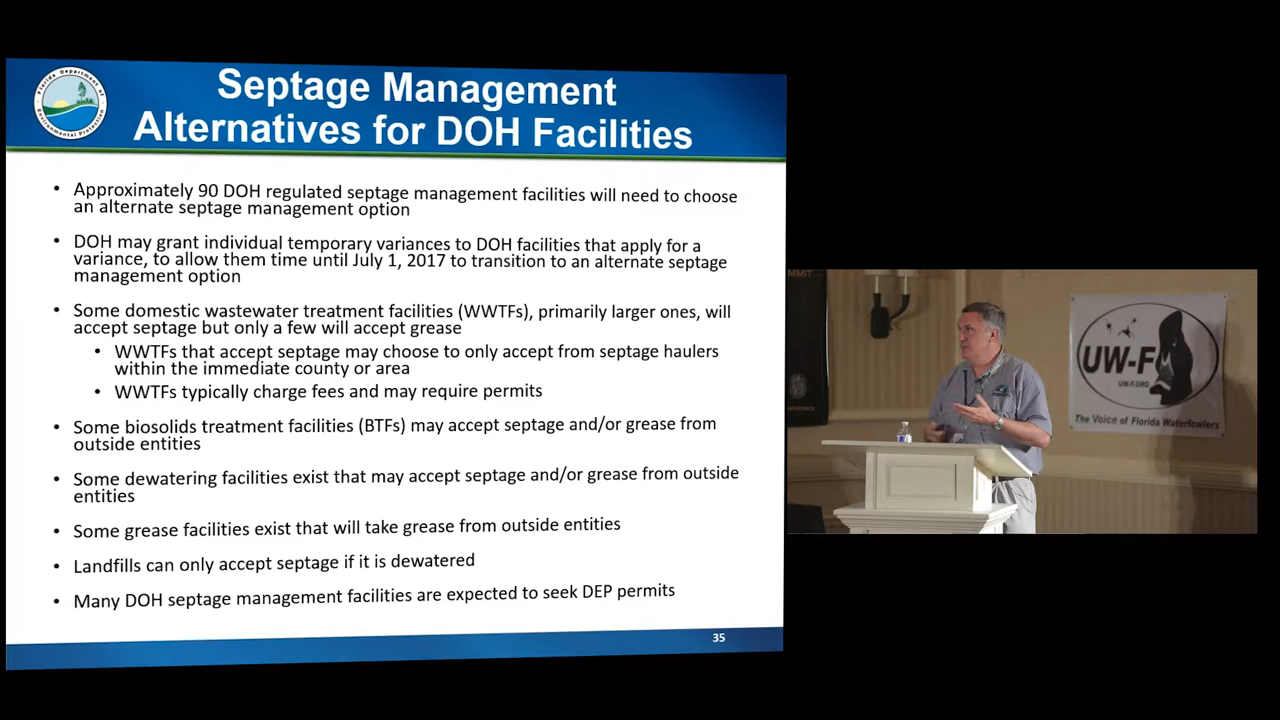 Septage Management
Alternatives for DOH Facilities
Florida Department of
Environmental Protection
• Approximately 90 DOH regulated septage management facilities will need to choose
an alternate septage management option
• DOH may grant individual temporary variances to DOH facilities that apply for a
variance, to allow them time until July 1, 2017 to transition to an alternate septage
management option
• Some domestic wastewater treatment facilities (WWTFs), primarily larger ones, will
accept septage but only a few will accept grease
• WWTFs that accept septage may choose to only accept from septage haulers
within the immediate county or area
• WWTFs typically charge fees and may require permits
• Some biosolids treatment facilities (BTFs) may accept septage and/or grease from
outside entities
• Some dewatering facilities exist that may accept septage and/or grease from outside
entities
• Some grease facilities exist that will take grease from outside entities
• Landfills can only accept septage if it is dewatered
• Many DOH septage management facilities are expected to seek DEP permits
35
UW-F
UW-F.ORG
The Voice of Florida Waterfowlers